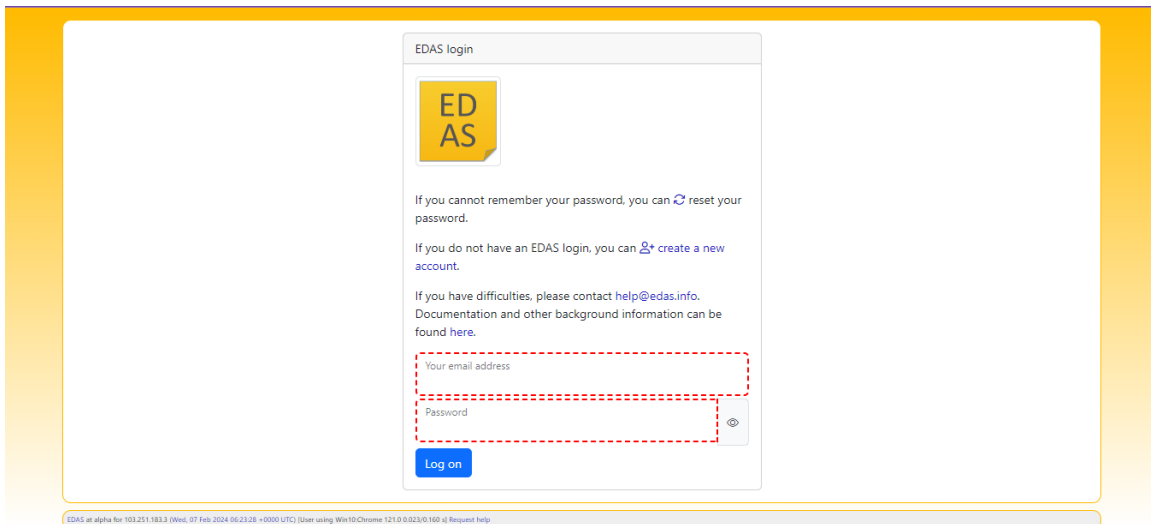 EDAS login
ED
AS
If you cannot remember your password, you can reset your
password.
If you do not have an EDAS login, you can create a new
account.
If you have difficulties, please contact help@edas.info.
Documentation and other background information can be
found here.
Your email address
Password
Log on
EDAS at alpha for 103.251.183.3 (Wed, 07 Feb 2024 06:23:28 +0000 UTC) [User using Win10:Chrome 121.0 0.023/0.160 s] Request help